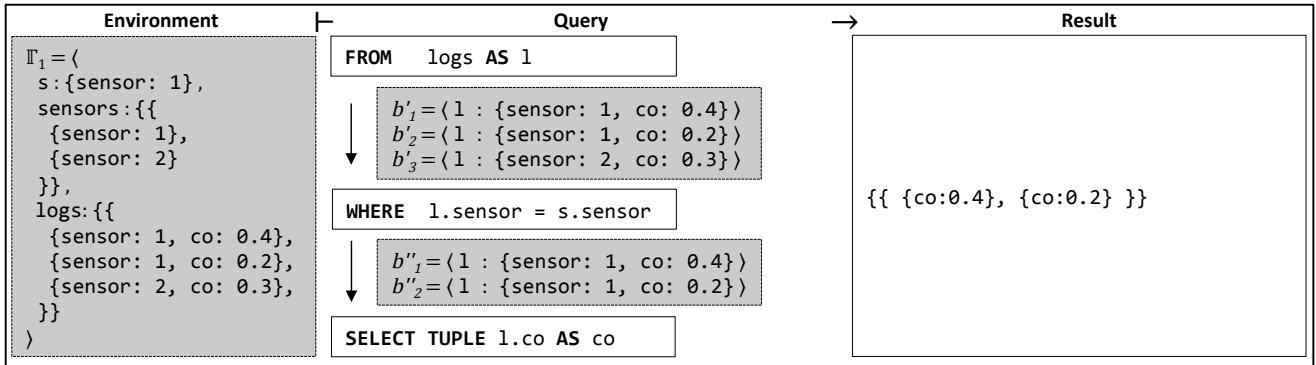 Environment ⊢ Query → Result
𝕋₁ = ⟨
s : {sensor: 1},
sensors : {{
{sensor: 1},
{sensor: 2}
}},
logs: {{
{sensor: 1, co: 0.4},
{sensor: 1, co: 0.2},
{sensor: 2, co: 0.3},
}}
⟩
FROM logs AS l
b'₁ = ⟨ l : {sensor: 1, co: 0.4} ⟩
b'₂ = ⟨ l : {sensor: 1, co: 0.2} ⟩
b'₃ = ⟨ l : {sensor: 2, co: 0.3} ⟩
WHERE l.sensor = s.sensor
b''₁ = ⟨ l : {sensor: 1, co: 0.4} ⟩
b''₂ = ⟨ l : {sensor: 1, co: 0.2} ⟩
SELECT TUPLE l.co AS co
{{ {co:0.4}, {co:0.2} }}